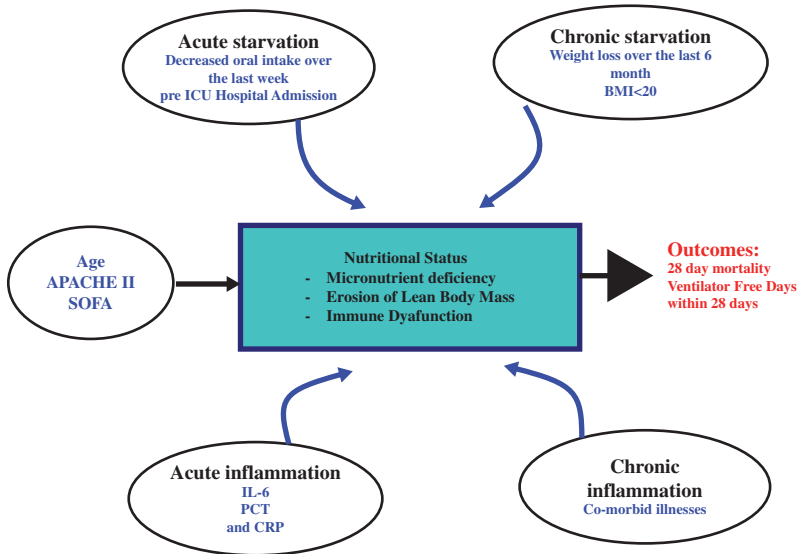 Acute starvation
Decreased oral intake over
the last week
pre ICU Hospital Admission
Chronic starvation
Weight loss over the last 6
month
BMI<20
Age
APACHE II
SOFA
Nutritional Status
- Micronutrient deficiency
- Erosion of Lean Body Mass
- Immune Dyafunction
Outcomes:
28 day mortality
Ventilator Free Days
within 28 days
Acute inflammation
IL-6
PCT
and CRP
Chronic
inflammation
Co-morbid illnesses